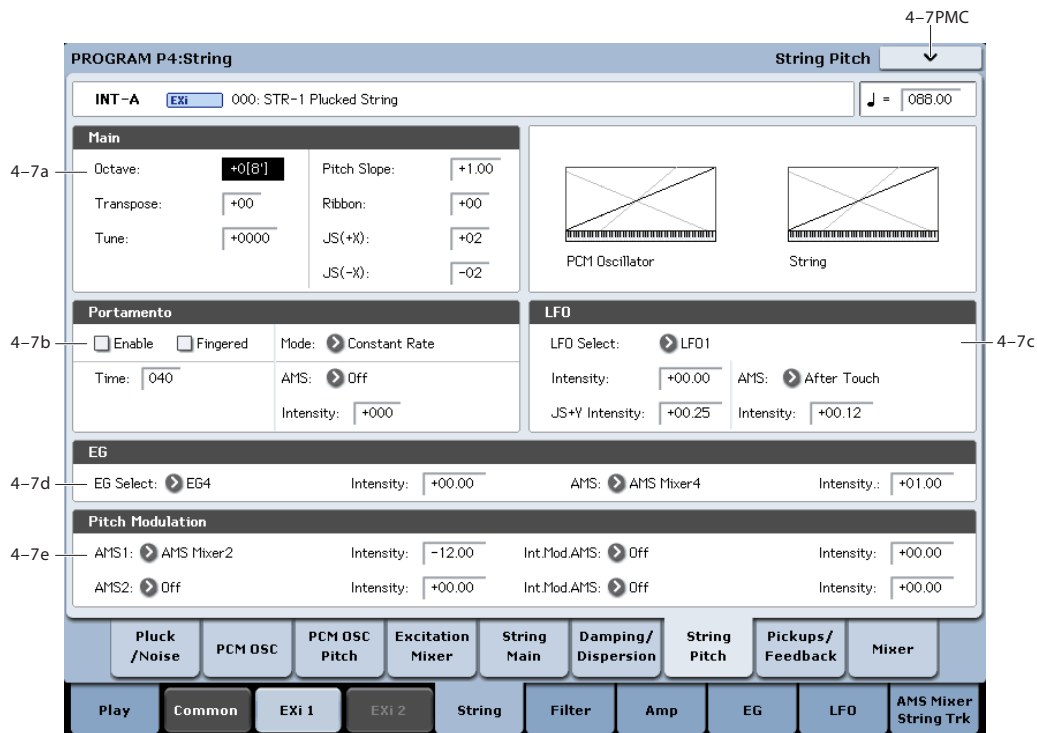 4–7PMC
PROGRAM P4:String String Pitch
INT-A EXi 000: STR-1 Plucked String ♩ = 088.00
Main
4–7a
Octave: +0[8'] Pitch Slope: +1.00
Transpose: +00 Ribbon: +00
Tune: +0000 JS(+X): +02
JS(-X): -02
PCM Oscillator String
Portamento
4–7b
Enable Fingered Mode: Constant Rate
Time: 040 AMS: Off
Intensity: +000
LFO
4–7c
LFO Select: LFO1
Intensity: +00.00 AMS: After Touch
JS+Y Intensity: +00.25 Intensity: +00.12
EG
4–7d
EG Select: EG4 Intensity: +00.00 AMS: AMS Mixer4 Intensity.: +01.00
Pitch Modulation
4–7e
AMS1: AMS Mixer2 Intensity: -12.00 Int.Mod.AMS: Off Intensity: +00.00
AMS2: Off Intensity: +00.00 Int.Mod.AMS: Off Intensity: +00.00
Pluck
/Noise
PCM OSC
PCM OSC
Pitch
Excitation
Mixer
String
Main
Damping/
Dispersion
String
Pitch
Pickups/
Feedback
Mixer
Play
Common
EXi 1
EXi 2
String
Filter
Amp
EG
LFO
AMS Mixer
String Trk